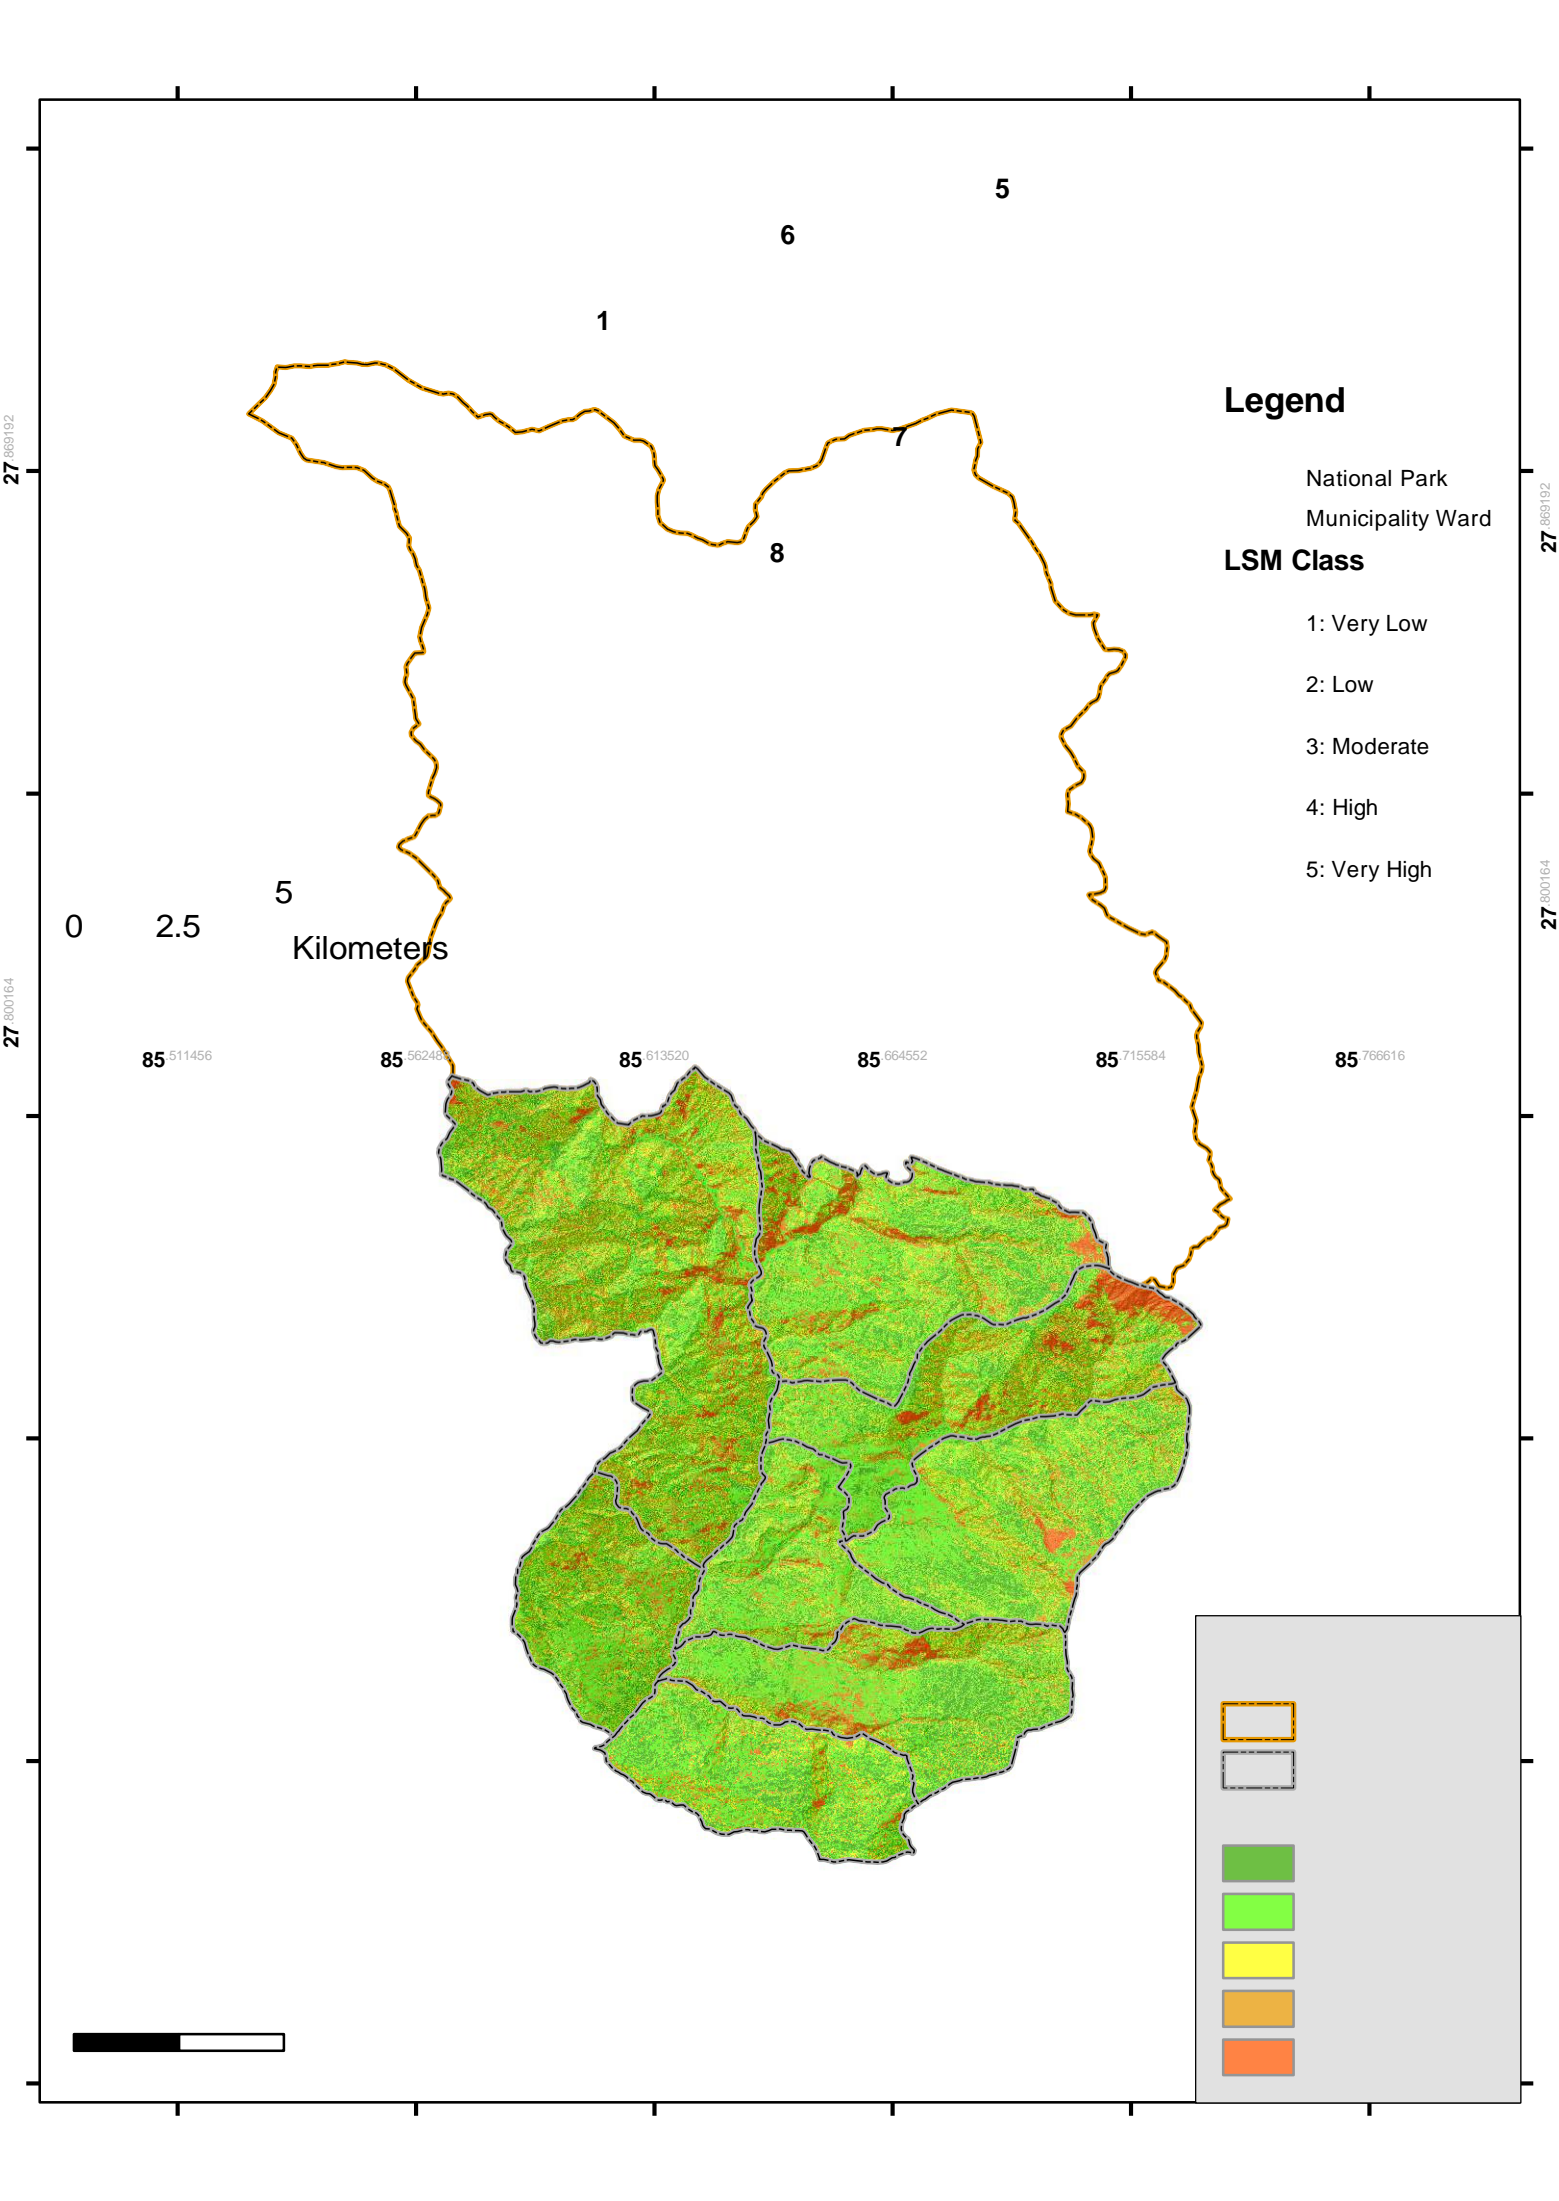 5
6
1
Legend
7
27.869192
National Park
27.869192
Municipality Ward
8
LSM Class
1: Very Low
2: Low
3: Moderate
4: High
5: Very High
5
27.800164
0 2.5
Kilometers
27.800164
85.511456 85.562488 85.613520 85.664552 85.715584 85.766616